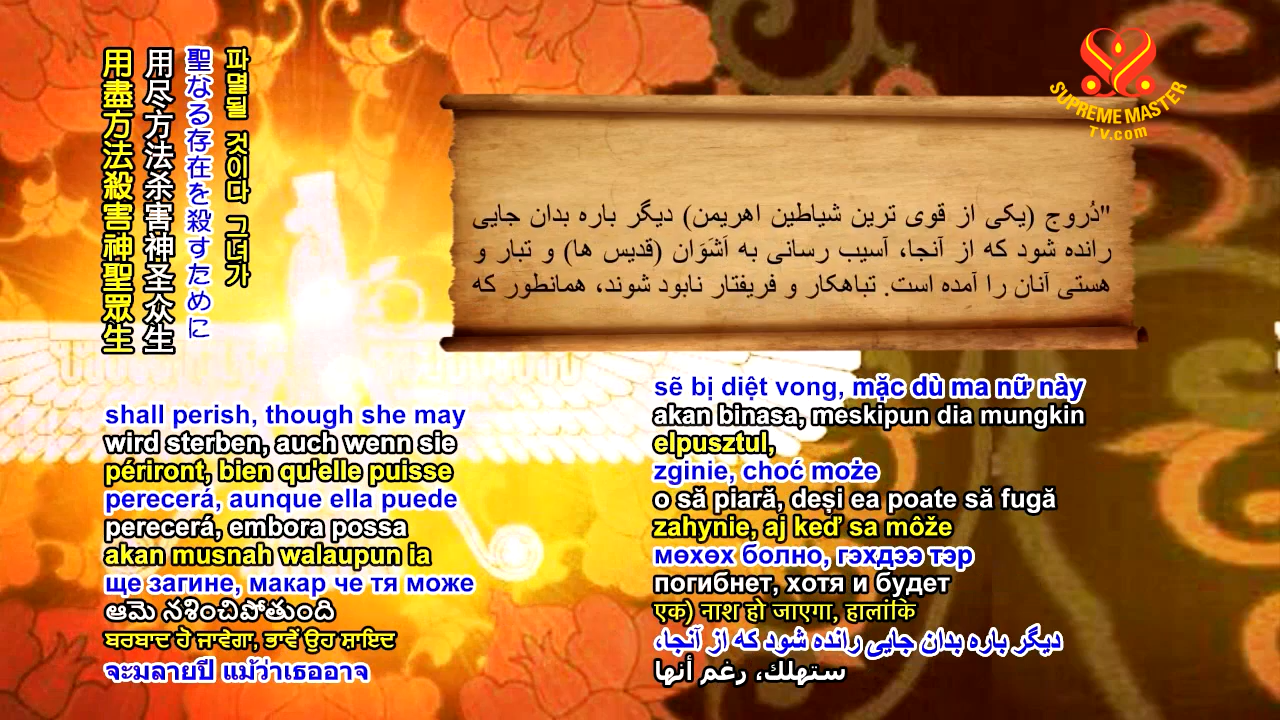 파멸될 것이다 그녀가
聖なる存在を殺すために
用尽方法杀害神圣众生
用盡方法殺害神聖眾生
SUPREME MASTER
TV.com
"دُروج (یکی از قوی ترین شیاطین اهریمن) دیگر باره بدان جایی
رانده شود که از آنجا، آسیب رسانی به اَشَوَان (قدیس ها) و تبار و
هستی آنان را آمده است. تباهکار و فریفتار نابود شوند، همانطور که
shall perish, though she may
wird sterben, auch wenn sie
périront, bien qu'elle puisse
perecerá, aunque ella puede
perecerá, embora possa
akan musnah walaupun ia
ще загине, макар че тя може
ఆమె నశించిపోతుంది
ਬਰਬਾਦ ਹੋ ਜਾਵੇਗਾ, ਭਾਵੇਂ ਉਹ ਸ਼ਾਇਦ
จะมลายปี แม้ว่าเธออาจ
sẽ bị diệt vong, mặc dù ma nữ này
akan binasa, meskipun dia mungkin
elpusztul,
zginie, choć może
o să piară, deși ea poate să fugă
zahynie, aj keď sa môže
мөхөх болно, гэхдээ тэр
погибнет, хотя и будет
एक) नाश हो जाएगा, हालांकि
دیگر باره بدان جایی رانده شود که از آنجا،
ستهلك، رغم أنها